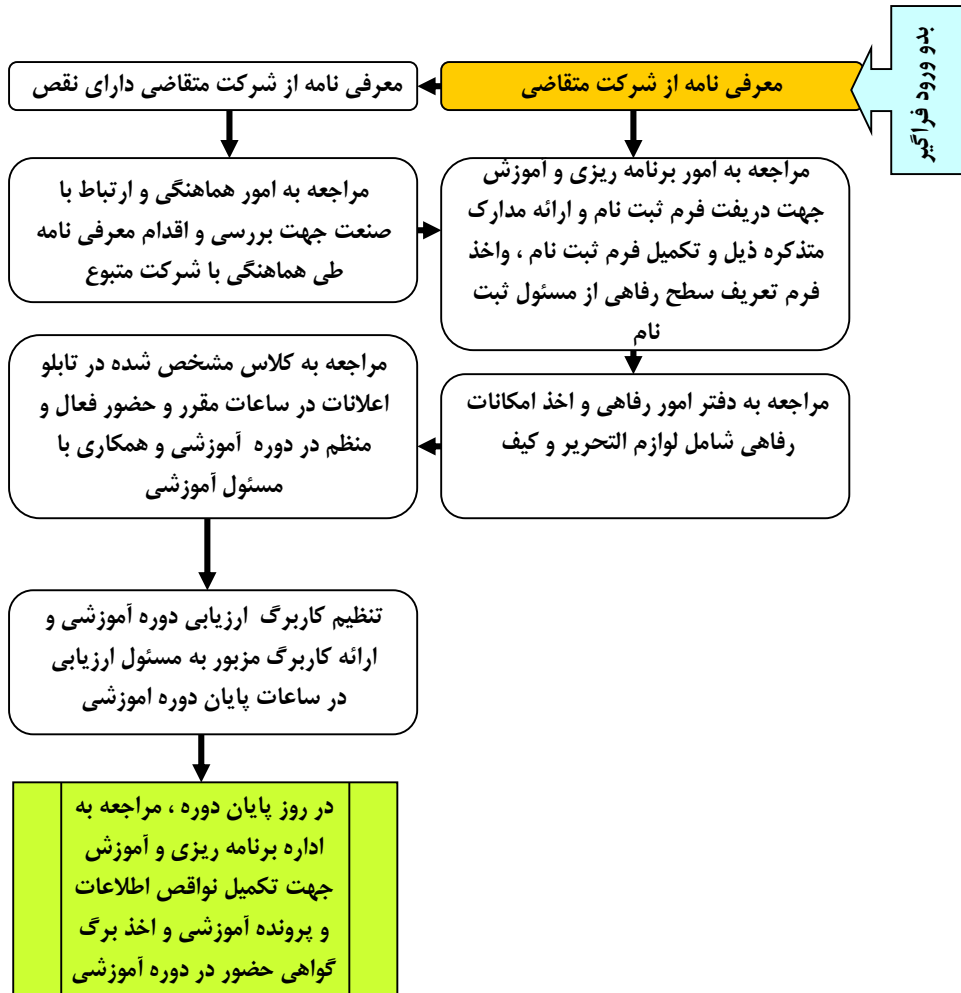 بدو ورود فراگیر
معرفی نامه از شرکت متقاضی
معرفی نامه از شرکت متقاضی دارای نقص
مراجعه به امور هماهنگی و ارتباط با
صنعت جهت بررسی و اقدام معرفی نامه
طی هماهنگی با شرکت متبوع
مراجعه به امور برنامه ریزی و آموزش
جهت دریفت فرم ثبت نام و ارائه مدارک
متذکره ذیل و تکمیل فرم ثبت نام ، واخذ
فرم تعریف سطح رفاهی از مسئول ثبت
نام
مراجعه به دفتر امور رفاهی و اخذ امکانات
رفاهی شامل لوازم التحریر و کیف
مراجعه به کلاس مشخص شده در تابلو
اعلانات در ساعات مقرر و حضور فعال و
منظم در دوره آموزشی و همکاری با
مسئول آموزشی
تنظیم کاربرگ ارزیابی دوره آموزشی و
ارائه کاربرگ مزبور به مسئول ارزیابی
در ساعات پایان دوره اموزشی
در روز پایان دوره ، مراجعه به
اداره برنامه ریزی و آموزش
جهت تکمیل نواقص اطلاعات
و پرونده آموزشی و اخذ برگ
گواهی حضور در دوره آموزشی